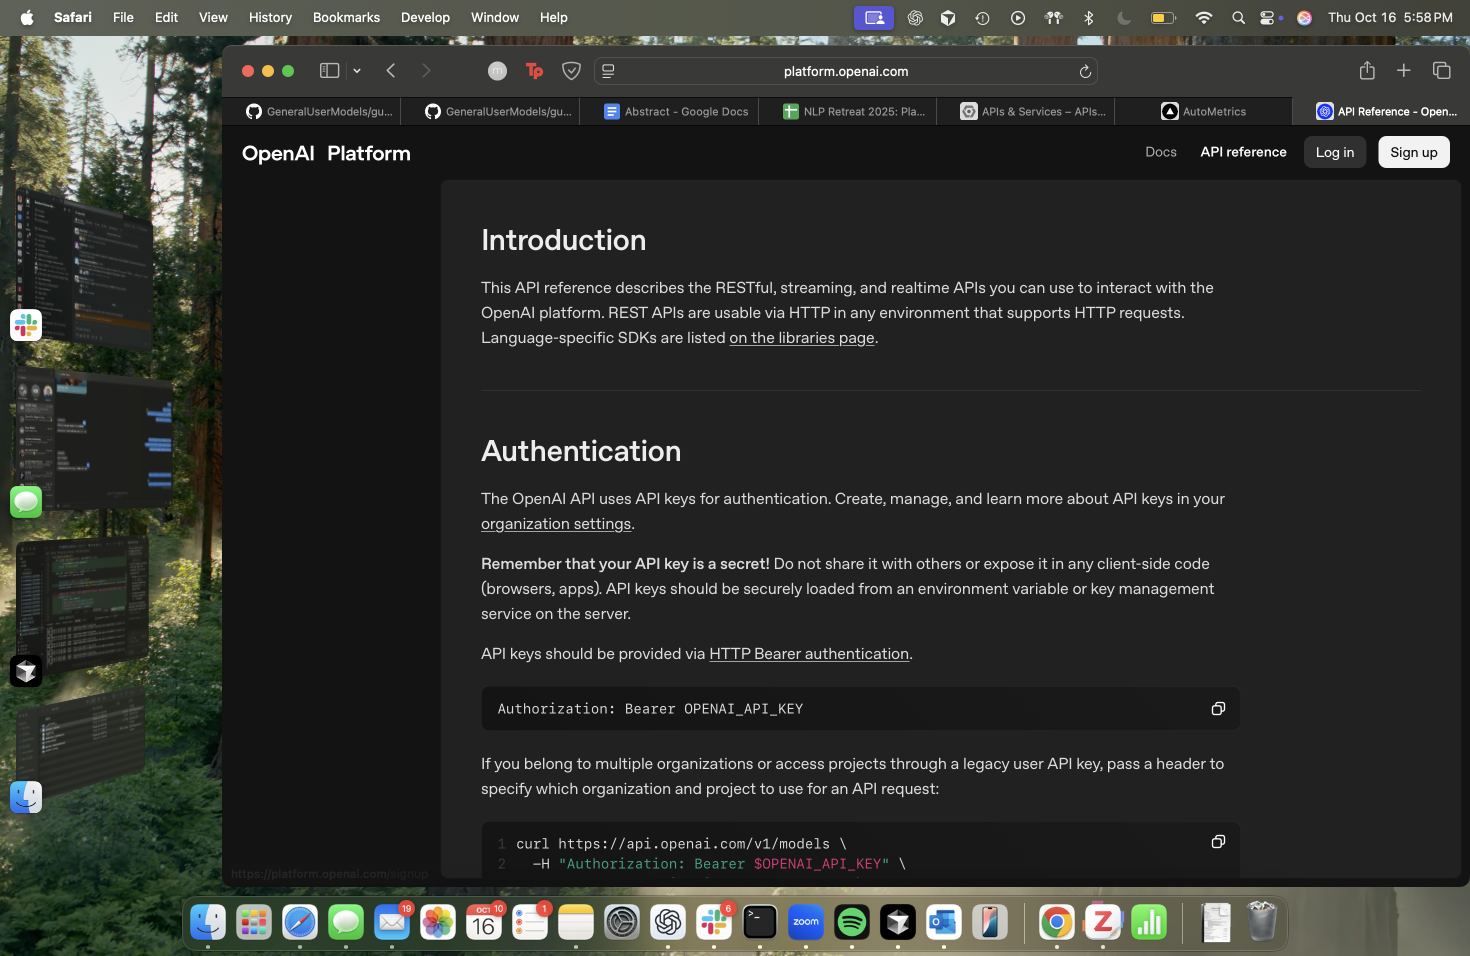 Safari File Edit View History Bookmarks Develop Window Help
Thu Oct 16 5:58 PM
platform.openai.com
GeneralUserModels/gu...
GeneralUserModels/gu...
Abstract – Google Docs
NLP Retreat 2025: Pla...
APIs & Services – APIs...
AutoMetrics
API Reference - Open...
OpenAI Platform
Docs
API reference
Log in
Sign up
Introduction
This API reference describes the RESTful, streaming, and realtime APIs you can use to interact with the
OpenAI platform. REST APIs are usable via HTTP in any environment that supports HTTP requests.
Language-specific SDKs are listed on the libraries page.
Authentication
The OpenAI API uses API keys for authentication. Create, manage, and learn more about API keys in your
organization settings.
Remember that your API key is a secret! Do not share it with others or expose it in any client-side code
(browsers, apps). API keys should be securely loaded from an environment variable or key management
service on the server.
API keys should be provided via HTTP Bearer authentication.
Authorization: Bearer OPENAI_API_KEY
If you belong to multiple organizations or access projects through a legacy user API key, pass a header to
specify which organization and project to use for an API request:
1 curl https://api.openai.com/v1/models \
2 -H "Authorization: Bearer $OPENAI_API_KEY" \
https://platform.openai.com/signup
19
OCT 10
16
1
6
zoom